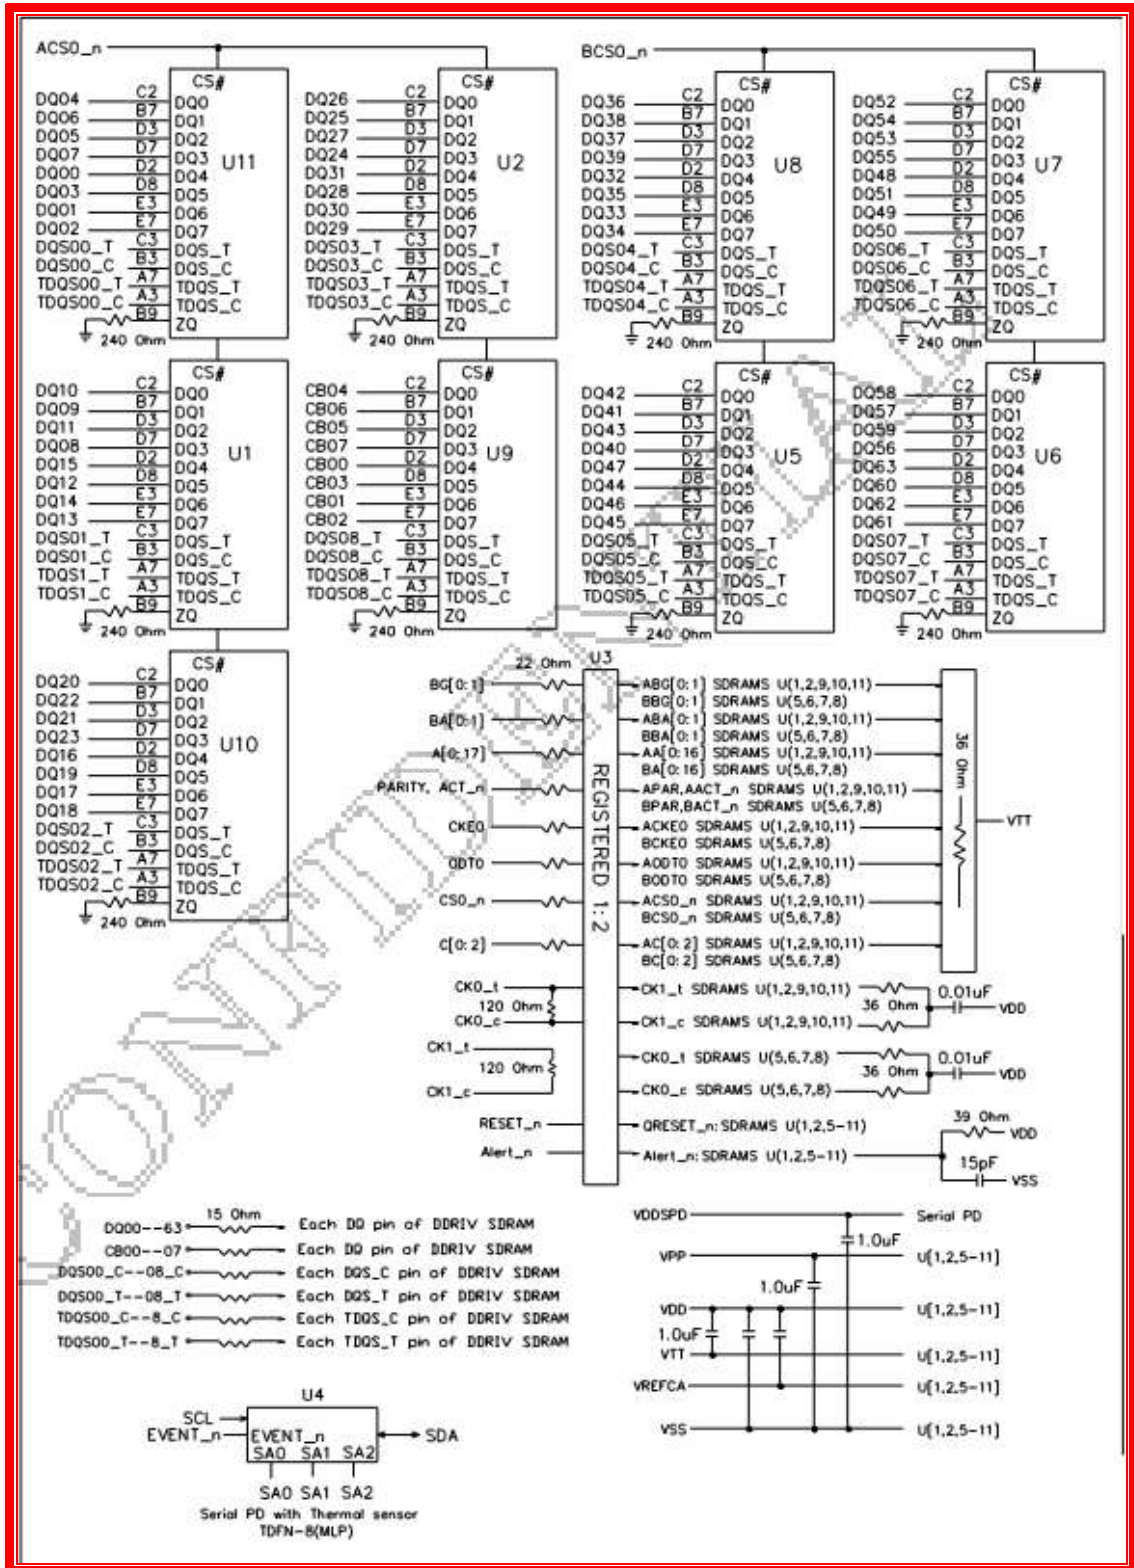 ACS0_n
CS#
DQ04 C2 DQ0
DQ06 B7 DQ1
DQ05 D3 DQ2
DQ07 D7 DQ3
DQ00 D2 DQ4
DQ03 D8 DQ5
DQ01 E3 DQ6
DQ02 E7 DQ7
DQS00_T C3 DQS_T
DQS00_C B3 DQS_C
TDQS00_T A7 TDQS_T
TDQS00_C A3 TDQS_C
B9 ZQ
240 Ohm
U11
CS#
DQ26 C2 DQ0
DQ25 B7 DQ1
DQ27 D3 DQ2
DQ24 D7 DQ3
DQ31 D2 DQ4
DQ28 D8 DQ5
DQ30 E3 DQ6
DQ29 E7 DQ7
DQS03_T C3 DQS_T
DQS03_C B3 DQS_C
TDQS03_T A7 TDQS_T
TDQS03_C A3 TDQS_C
B9 ZQ
240 Ohm
U2
BCS0_n
CS#
DQ36 C2 DQ0
DQ38 B7 DQ1
DQ37 D3 DQ2
DQ39 D7 DQ3
DQ32 D2 DQ4
DQ35 D8 DQ5
DQ33 E3 DQ6
DQ34 E7 DQ7
DQS04_T C3 DQS_T
DQS04_C B3 DQS_C
TDQS04_T A7 TDQS_T
TDQS04_C A3 TDQS_C
B9 ZQ
240 Ohm
U8
CS#
DQ52 C2 DQ0
DQ54 B7 DQ1
DQ53 D3 DQ2
DQ55 D7 DQ3
DQ48 D2 DQ4
DQ51 D8 DQ5
DQ49 E3 DQ6
DQ50 E7 DQ7
DQS06_T C3 DQS_T
DQS06_C B3 DQS_C
TDQS06_T A7 TDQS_T
TDQS06_C A3 TDQS_C
B9 ZQ
240 Ohm
U7
CS#
DQ10 C2 DQ0
DQ09 B7 DQ1
DQ11 D3 DQ2
DQ08 D7 DQ3
DQ15 D2 DQ4
DQ12 D8 DQ5
DQ14 E3 DQ6
DQ13 E7 DQ7
DQS01_T C3 DQS_T
DQS01_C B3 DQS_C
TDQS1_T A7 TDQS_T
TDQS1_C A3 TDQS_C
B9 ZQ
240 Ohm
U1
CS#
CB04 C2 DQ0
CB06 B7 DQ1
CB05 D3 DQ2
CB07 D7 DQ3
CB00 D2 DQ4
CB03 D8 DQ5
CB01 E3 DQ6
CB02 E7 DQ7
DQS08_T C3 DQS_T
DQS08_C B3 DQS_C
TDQS08_T A7 TDQS_T
TDQS08_C A3 TDQS_C
B9 ZQ
240 Ohm
U9
CS#
DQ42 C2 DQ0
DQ41 B7 DQ1
DQ43 D3 DQ2
DQ40 D7 DQ3
DQ47 D2 DQ4
DQ44 D8 DQ5
DQ46 E3 DQ6
DQ45 E7 DQ7
DQS05_T C3 DQS_T
DQS05_C B3 DQS_C
TDQS05_T A7 TDQS_T
TDQS05_C A3 TDQS_C
B9 ZQ
240 Ohm
U5
CS#
DQ58 C2 DQ0
DQ57 B7 DQ1
DQ59 D3 DQ2
DQ56 D7 DQ3
DQ63 D2 DQ4
DQ60 D8 DQ5
DQ62 E3 DQ6
DQ61 E7 DQ7
DQS07_T C3 DQS_T
DQS07_C B3 DQS_C
TDQS07_T A7 TDQS_T
TDQS07_C A3 TDQS_C
B9 ZQ
240 Ohm
U6
CS#
DQ20 C2 DQ0
DQ22 B7 DQ1
DQ21 D3 DQ2
DQ23 D7 DQ3
DQ16 D2 DQ4
DQ19 D8 DQ5
DQ17 E3 DQ6
DQ18 E7 DQ7
DQS02_T C3 DQS_T
DQS02_C B3 DQS_C
TDQS02_T A7 TDQS_T
TDQS02_C A3 TDQS_C
B9 ZQ
240 Ohm
U10
22 Ohm U3
REGISTERED 1:2
BG[0:1] ABG[0:1] SDRAMS U(1,2,9,10,11)
BBG[0:1] SDRAMS U(5,6,7,8)
BA[0:1] ABA[0:1] SDRAMS U(1,2,9,10,11)
BBA[0:1] SDRAMS U(5,6,7,8)
A[0:17] AA[0:16] SDRAMS U(1,2,9,10,11)
BA[0:16] SDRAMS U(5,6,7,8)
PARITY, ACT_n APAR,AACT_n SDRAMS U(1,2,9,10,11)
BPAR,BACT_n SDRAMS U(5,6,7,8)
CKE0 ACKE0 SDRAMS U(1,2,9,10,11)
BCKE0 SDRAMS U(5,6,7,8)
ODT0 AODT0 SDRAMS U(1,2,9,10,11)
BODT0 SDRAMS U(5,6,7,8)
CS0_n ACS0_n SDRAMS U(1,2,9,10,11)
BCS0_n SDRAMS U(5,6,7,8)
C[0:2] AC[0:2] SDRAMS U(1,2,9,10,11)
BC[0:2] SDRAMS U(5,6,7,8)
36 Ohm
VTT
CK0_t CK1_t SDRAMS U(1,2,9,10,11) 0.01uF
120 Ohm 36 Ohm VDD
CK0_c CK1_c SDRAMS U(1,2,9,10,11)
CK1_t CK0_t SDRAMS U(5,6,7,8) 0.01uF
120 Ohm 36 Ohm VDD
CK1_c CK0_c SDRAMS U(5,6,7,8)
RESET_n QRESET_n: SDRAMS U(1,2,5-11)
Alert_n Alert_n: SDRAMS U(1,2,5-11)
39 Ohm VDD
15pF VSS
15 Ohm
DQ00--63 Each DQ pin of DDRIV SDRAM
CB00--07 Each DQ pin of DDRIV SDRAM
DQS00_C--08_C Each DQS_C pin of DDRIV SDRAM
DQS00_T--08_T Each DQS_T pin of DDRIV SDRAM
TDQS00_C--8_C Each TDQS_C pin of DDRIV SDRAM
TDQS00_T--8_T Each TDQS_T pin of DDRIV SDRAM
VDDSPD Serial PD
1.0uF
VPP U[1,2,5-11]
1.0uF
VDD U[1,2,5-11]
1.0uF
VTT U[1,2,5-11]
VREFCA U[1,2,5-11]
VSS U[1,2,5-11]
U4
SCL
EVENT_n EVENT_n SDA
SA0 SA1 SA2
SA0 SA1 SA2
Serial PD with Thermal sensor
TDFN-8(MLP)
CONFIDENTIAL